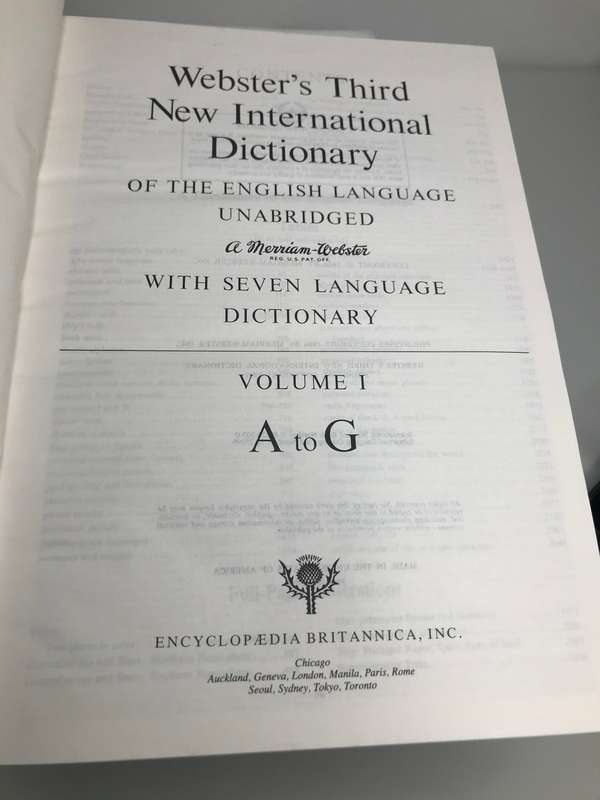 Webster's Third
New International
Dictionary
OF THE ENGLISH LANGUAGE
UNABRIDGED
A Merriam-Webster
REG. U.S. PAT. OFF.
WITH SEVEN LANGUAGE
DICTIONARY
VOLUME I
A to G
ENCYCLOPÆDIA BRITANNICA, INC.
Chicago
Auckland, Geneva, London, Manila, Paris, Rome
Seoul, Sydney, Tokyo, Toronto